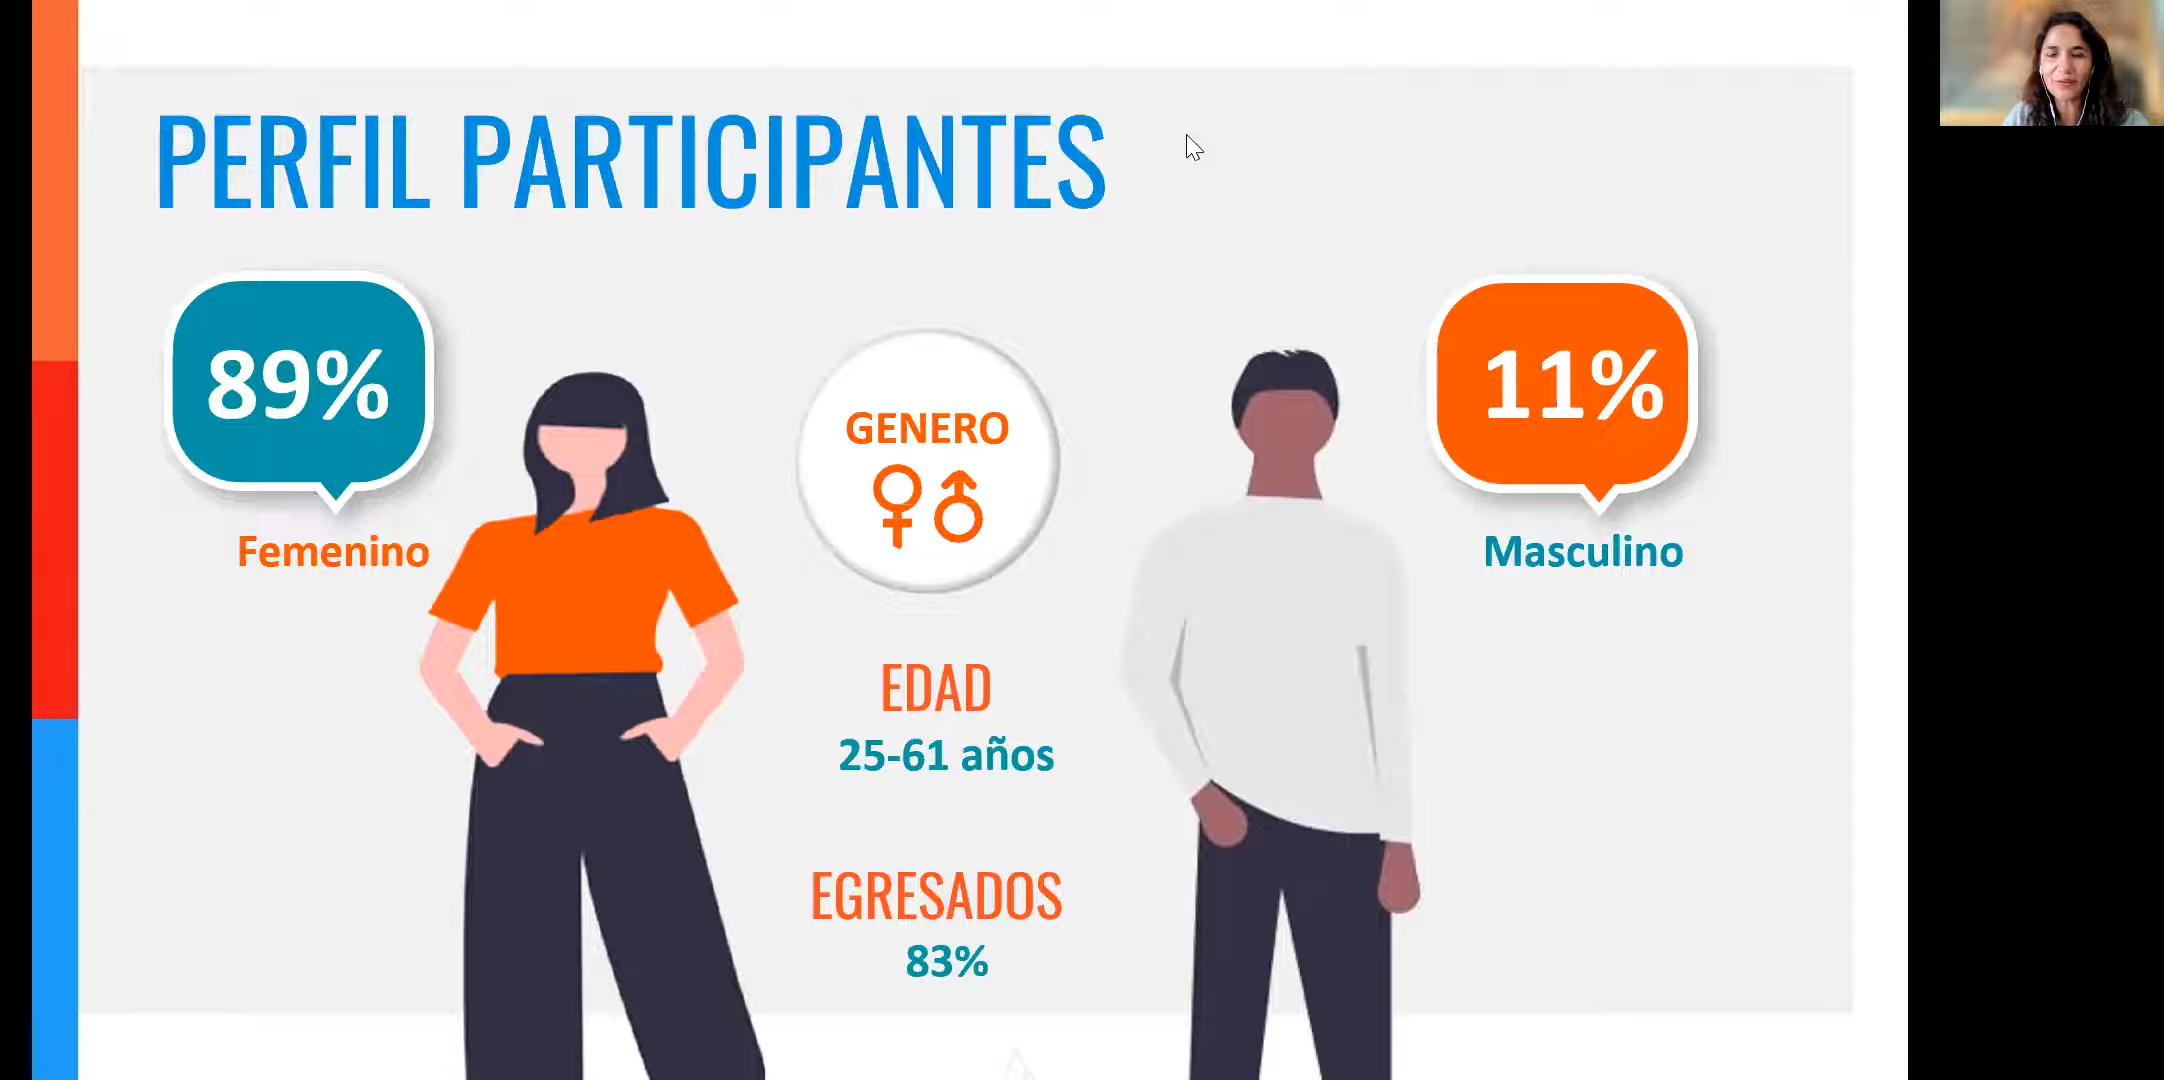 PERFIL PARTICIPANTES
89%
Femenino
GENERO
11%
Masculino
EDAD
25-61 años
EGRESADOS
83%